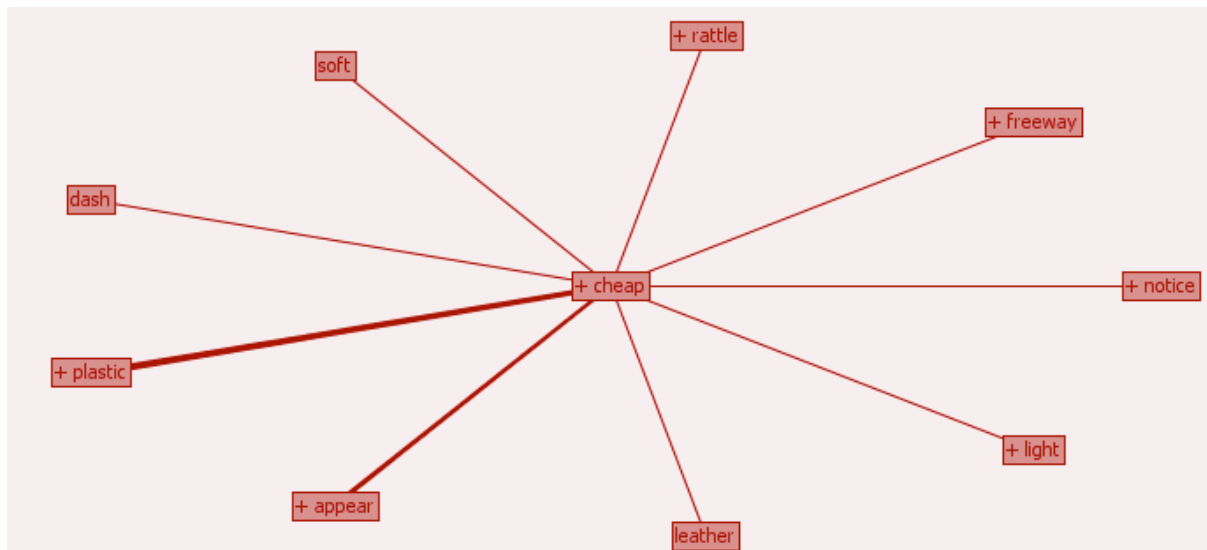 + rattle
soft
+ freeway
dash
+ cheap
+ notice
+ plastic
+ light
+ appear
leather